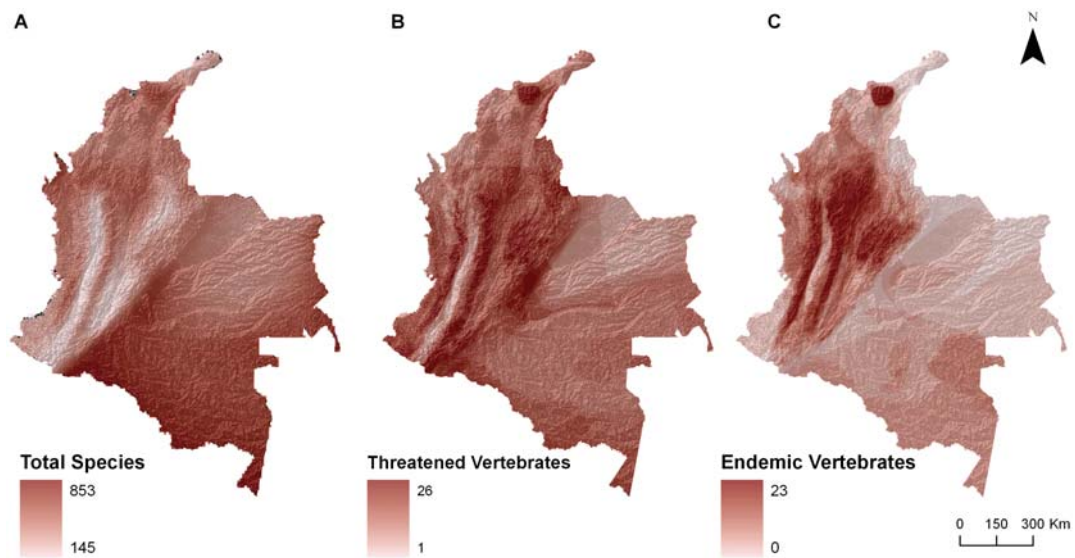 A
B
C
N
Total Species
853
145
Threatened Vertebrates
26
1
Endemic Vertebrates
23
0
0 150 300 Km